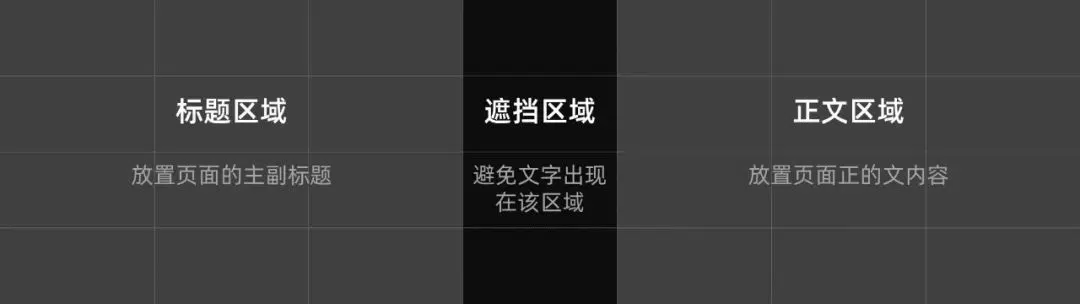 标题区域
放置页面的主副标题
遮挡区域
避免文字出现
在该区域
正文区域
放置页面正的文内容